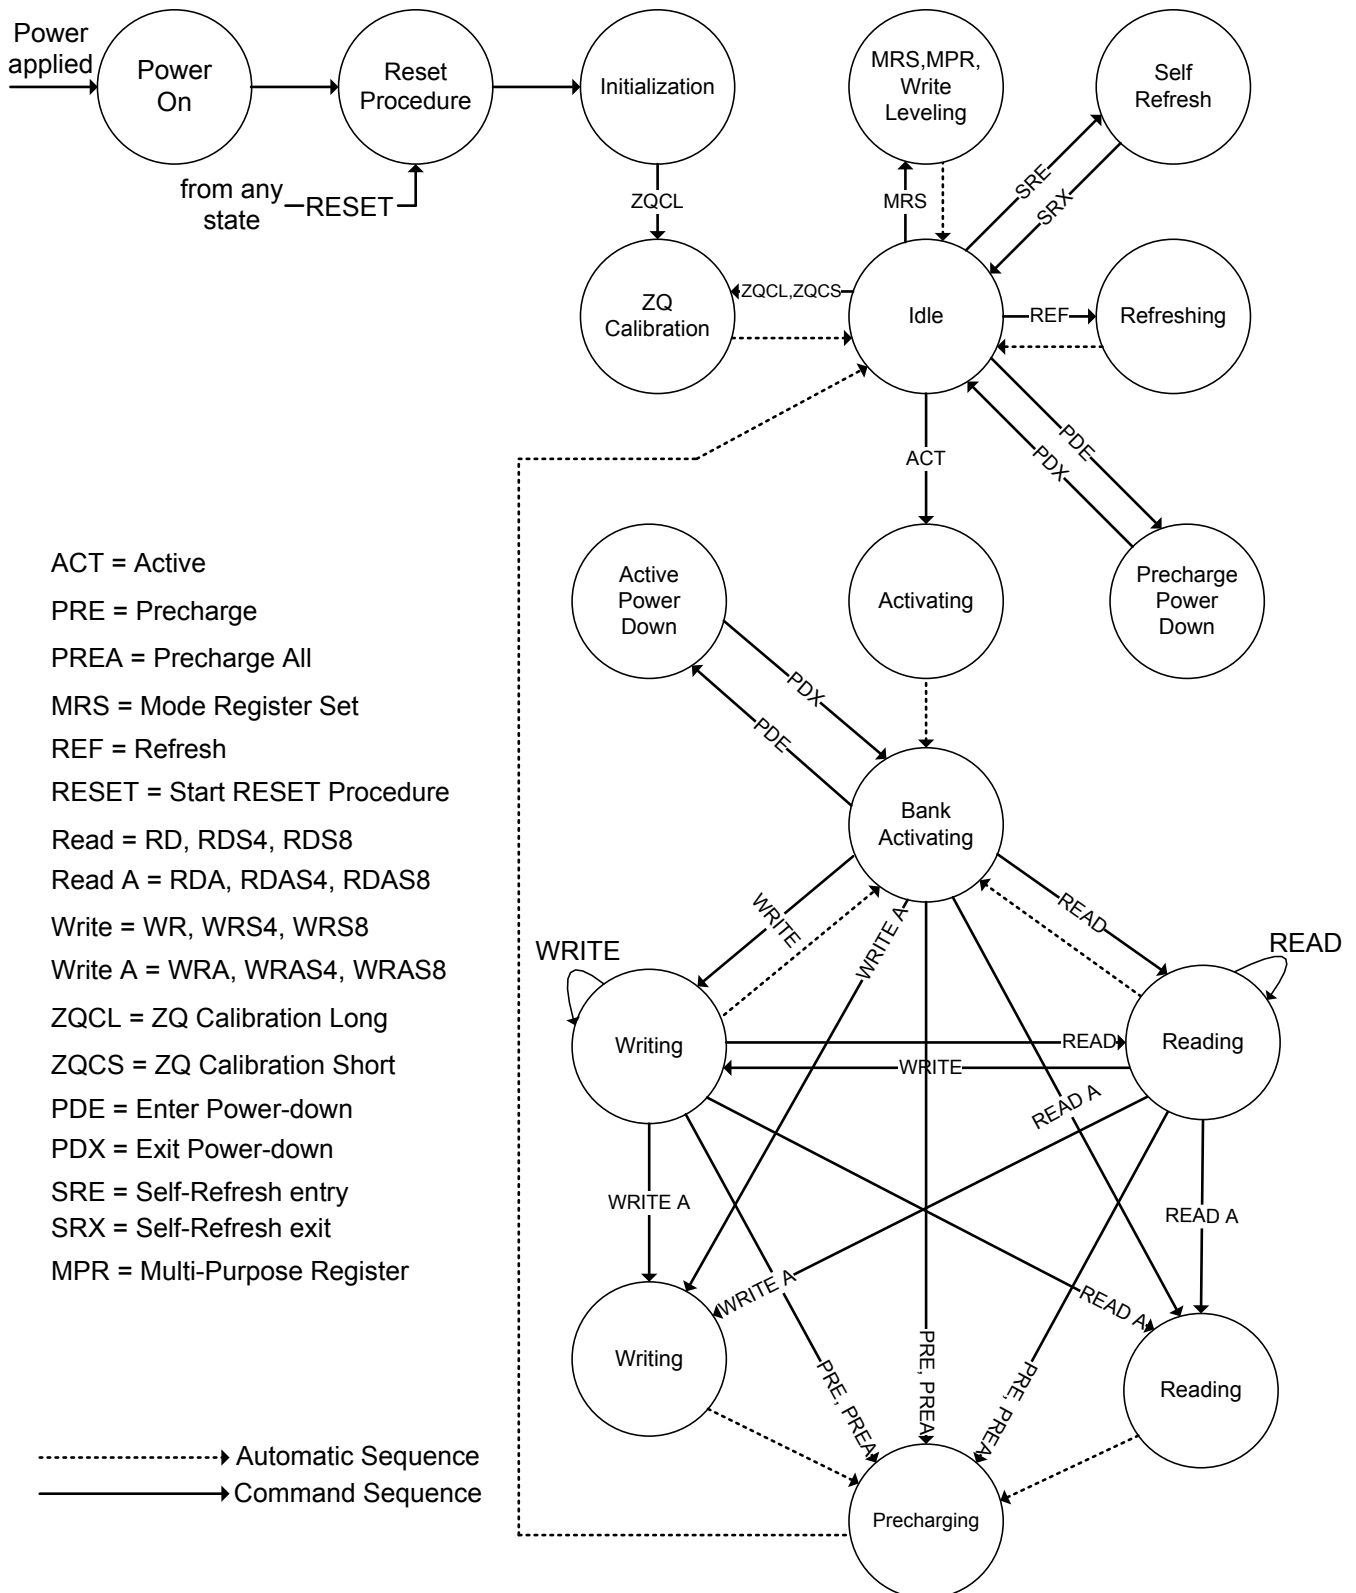 Power
applied
Power
On
Reset
Procedure
Initialization
MRS,MPR,
Write
Leveling
Self
Refresh
from any
state
RESET
ZQCL
MRS
SRE
SRX
ZQ
Calibration
ZQCL,ZQCS
Idle
REF
Refreshing
ACT
PDE
PDX
Active
Power
Down
Activating
Precharge
Power
Down
PDX
PDE
Bank
Activating
ACT = Active
PRE = Precharge
PREA = Precharge All
MRS = Mode Register Set
REF = Refresh
RESET = Start RESET Procedure
Read = RD, RDS4, RDS8
Read A = RDA, RDAS4, RDAS8
Write = WR, WRS4, WRS8
Write A = WRA, WRAS4, WRAS8
ZQCL = ZQ Calibration Long
ZQCS = ZQ Calibration Short
PDE = Enter Power-down
PDX = Exit Power-down
SRE = Self-Refresh entry
SRX = Self-Refresh exit
MPR = Multi-Purpose Register
WRITE
WRITE
WRITE A
READ
READ
Writing
READ
WRITE
Reading
READ A
WRITE A
READ A
WRITE A
READ A
Writing
PRE, PREA
PRE, PREA
PRE, PREA
Reading
Precharging
Automatic Sequence
Command Sequence